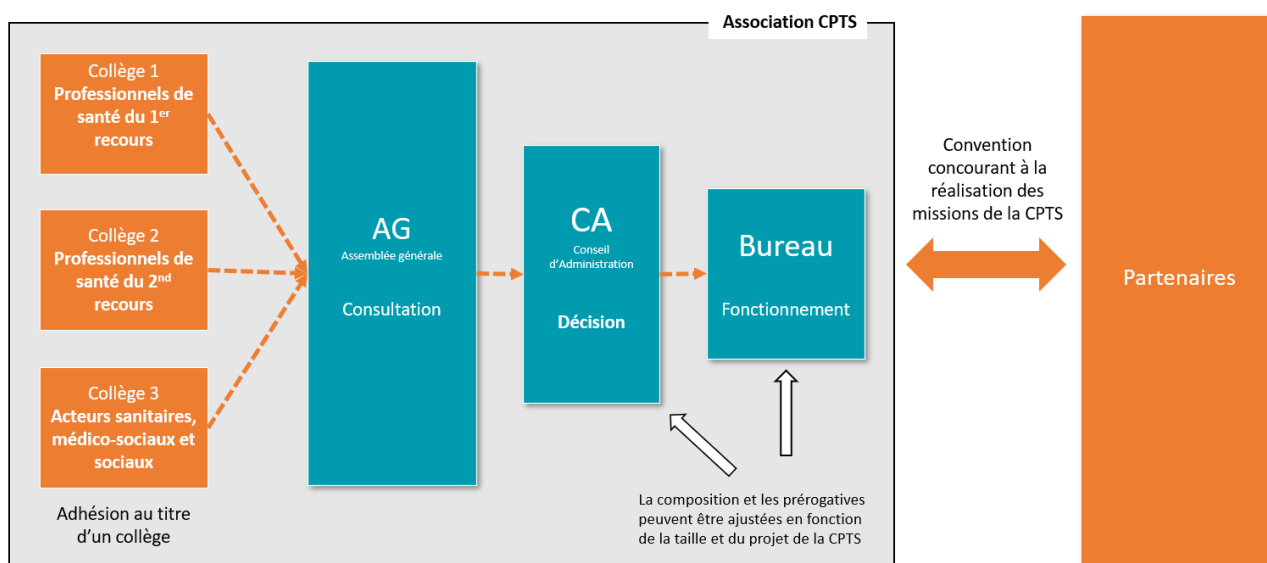 Association CPTS
Collège 1
Professionnels de
santé du 1er
recours
Collège 2
Professionnels de
santé du 2nd
recours
Collège 3
Acteurs sanitaires,
médico-sociaux et
sociaux
Adhésion au titre
d'un collège
AG
Assemblée générale
Consultation
CA
Conseil
d'Administration
Décision
Bureau
Fonctionnement
La composition et les prérogatives
peuvent être ajustées en fonction
de la taille et du projet de la CPTS
Convention
concourant à la
réalisation des
missions de la CPTS
Partenaires